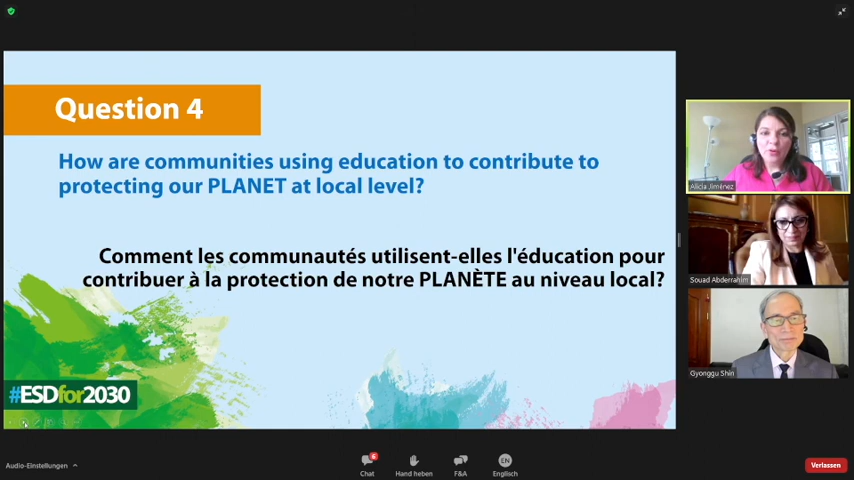 Question 4
How are communities using education to contribute to
protecting our PLANET at local level?
Comment les communautés utilisent-elles l'éducation pour
contribuer à la protection de notre PLANÈTE au niveau local?
#ESDfor2030
Alicia Jiménez
Souad Abderrahim
Gyonggu Shin
Audio-Einstellungen
6
Chat
Hand heben
F&A
EN
Englisch
Verlassen